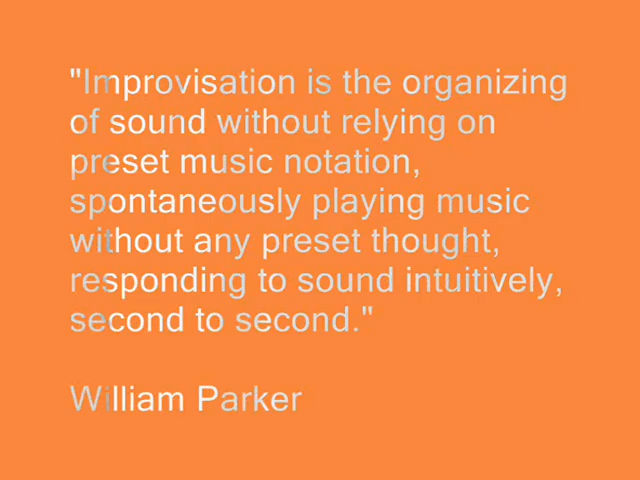 "Improvisation is the organizing
of sound without relying on
preset music notation,
spontaneously playing music
without any preset thought,
responding to sound intuitively,
second to second."
William Parker